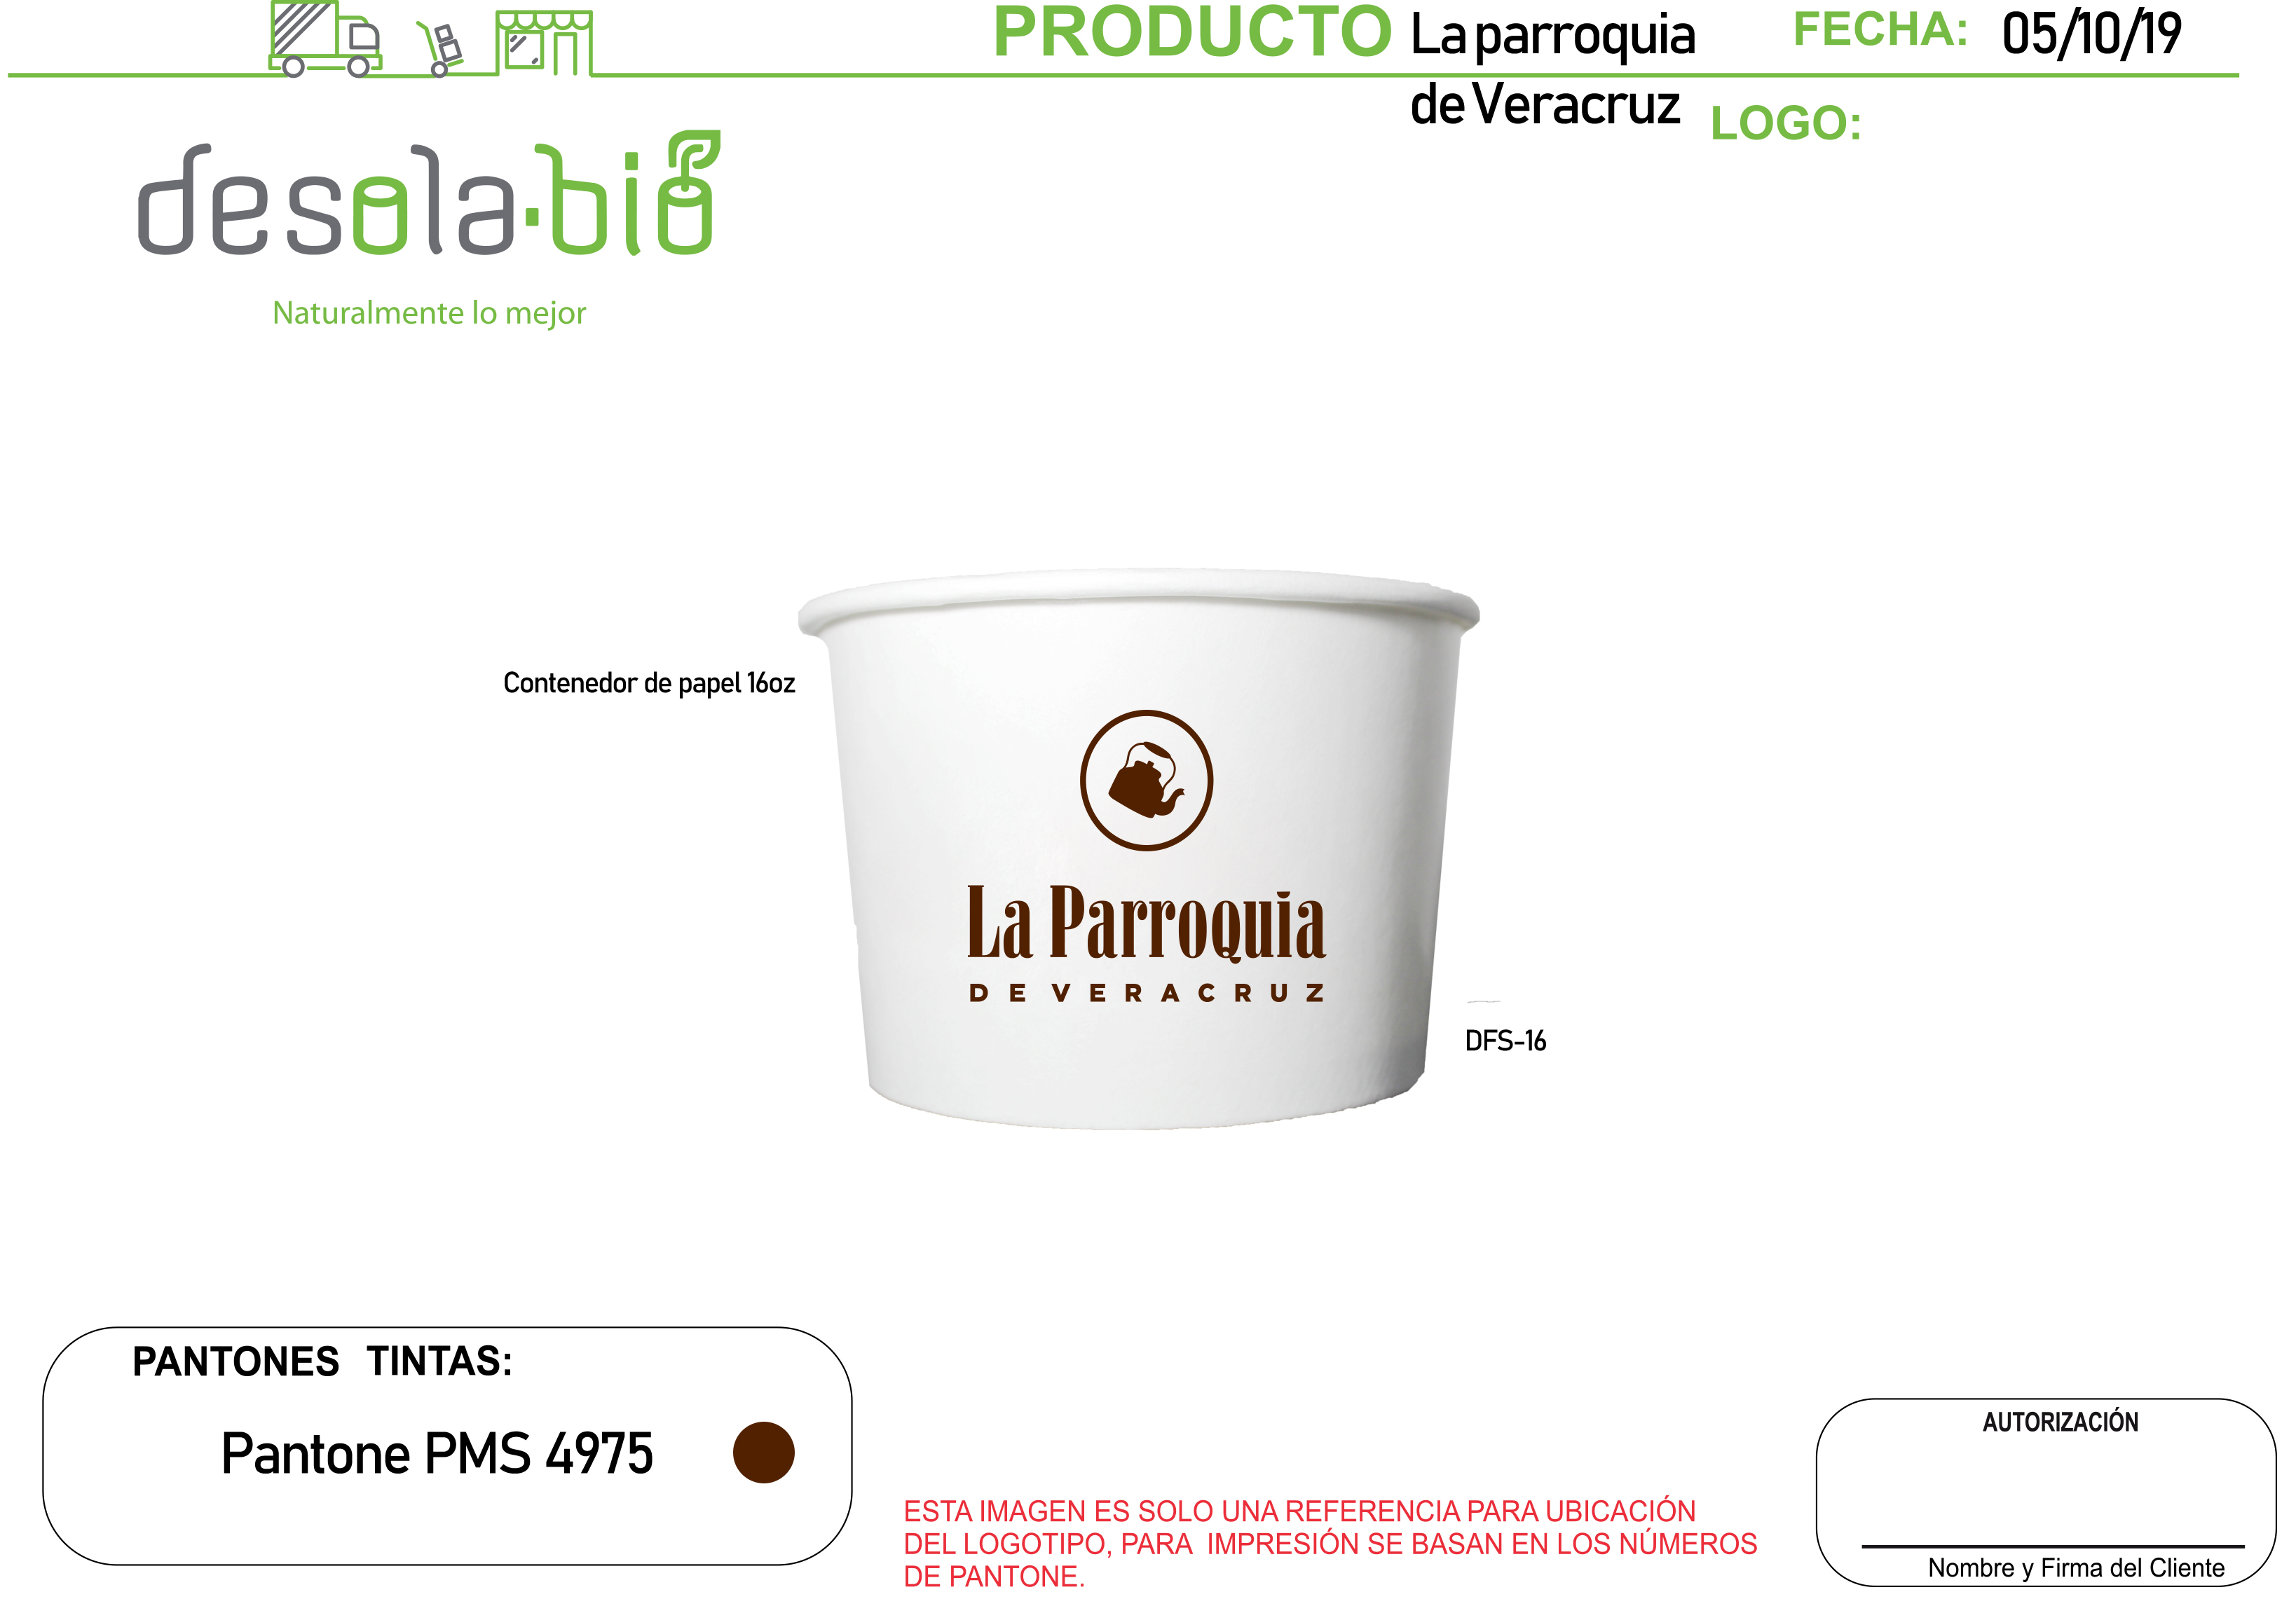 PRODUCTO La parroquia
de Veracruz
FECHA: 05/10/19
LOGO:
desola·bio
Naturalmente lo mejor
Contenedor de papel 16oz
La Parroquia
DE VERACRUZ
DFS-16
PANTONES TINTAS:
Pantone PMS 4975
ESTA IMAGEN ES SOLO UNA REFERENCIA PARA UBICACIÓN
DEL LOGOTIPO, PARA IMPRESIÓN SE BASAN EN LOS NÚMEROS
DE PANTONE.
AUTORIZACIÓN
Nombre y Firma del Cliente